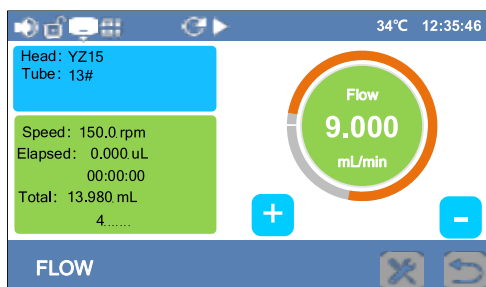 34℃ 12:35:46
Head: YZ15
Tube: 13#
Speed: 150.0 rpm
Elapsed: 0.000 uL
00:00:00
Total: 13.980 mL
4.......
Flow
9.000
mL/min
+
-
FLOW